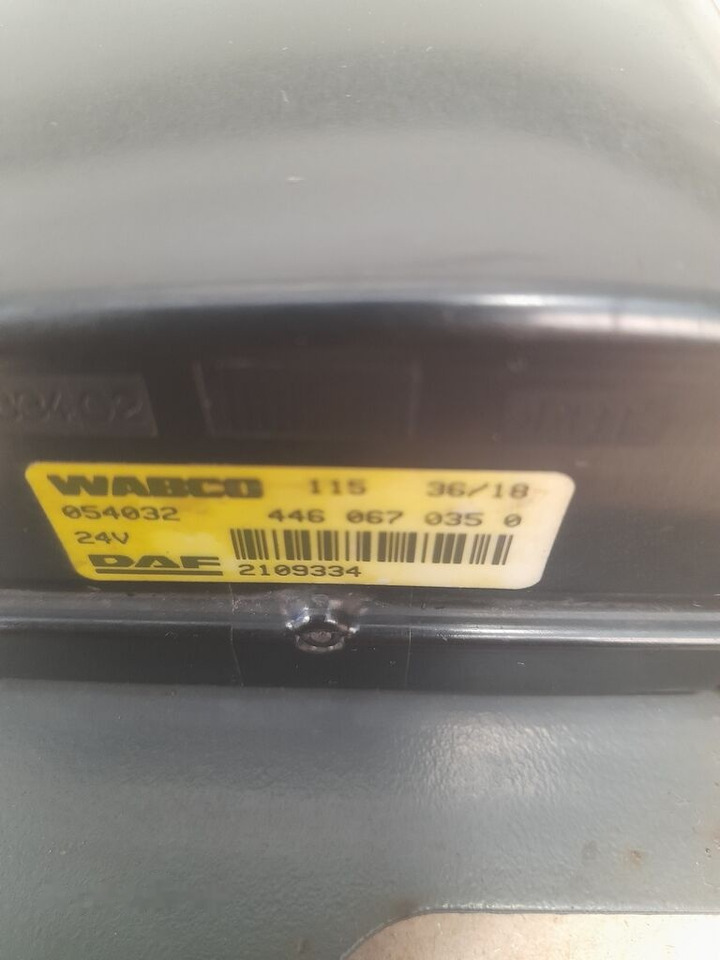 WABCO 115 36/18
054032 446 067 035 0
24V
DAF 2109334